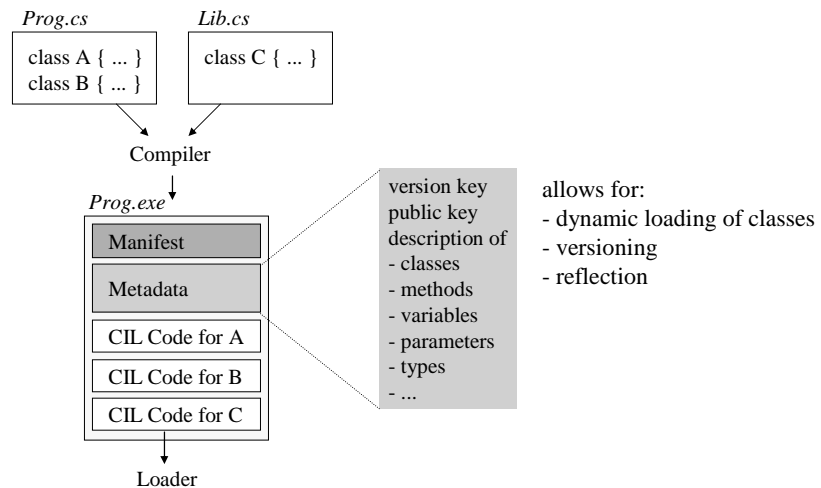 Prog.cs
class A { ... }
class B { ... }
Lib.cs
class C { ... }
Compiler
Prog.exe
Manifest
Metadata
CIL Code for A
CIL Code for B
CIL Code for C
Loader
version key
public key
description of
- classes
- methods
- variables
- parameters
- types
- ...
allows for:
- dynamic loading of classes
- versioning
- reflection